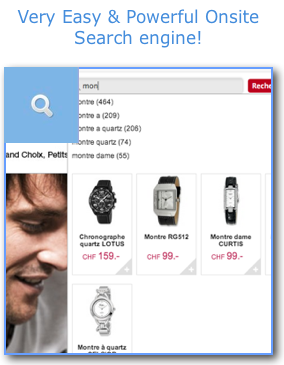 Very Easy & Powerful Onsite
Search engine!
mon
Reche
montre (464)
montre a (209)
montre a quartz (206)
montre quartz (74)
montre dame (55)
and Choix, Petits
Chronographe
quartz LOTUS
CHF 159.-
Montre RG512
CHF 99.-
Montre dame
CURTIS
CHF 99.-
Montre à quartz